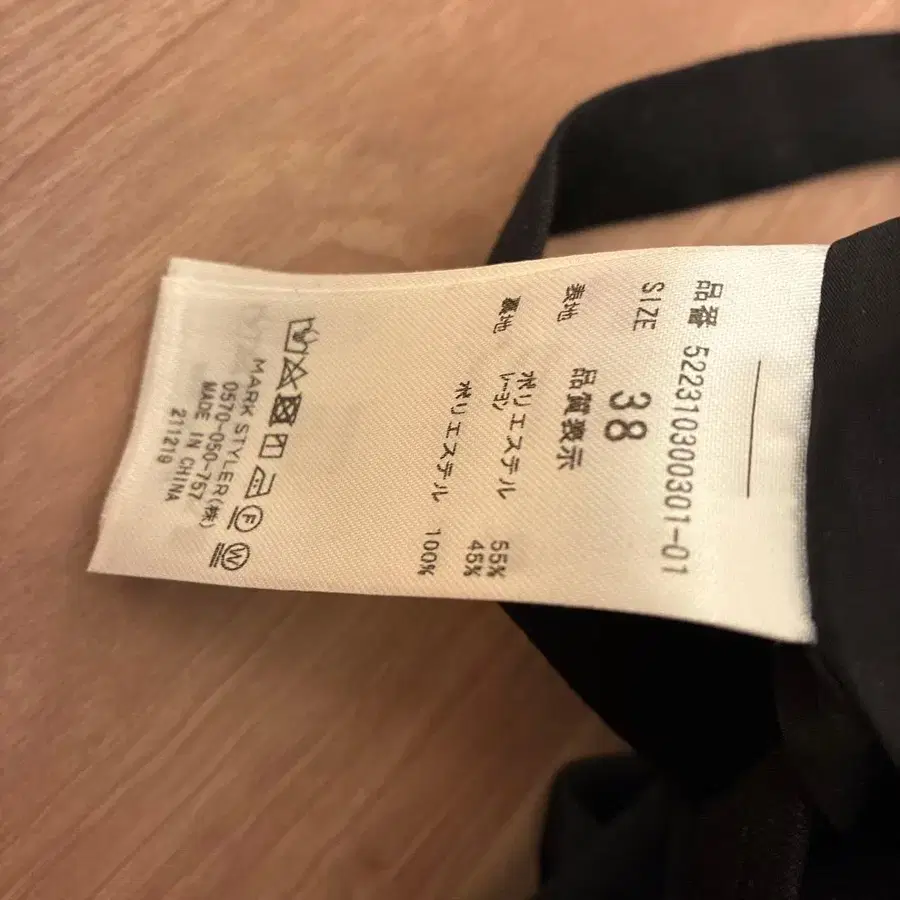 品番 522310300301-01
SIZE 38
品質表示
表地 ポリエステル 55%
レーヨン 45%
裏地 ポリエステル 100%
F W
MARK STYLER(株)
0570-050-757
MADE IN CHINA
211219